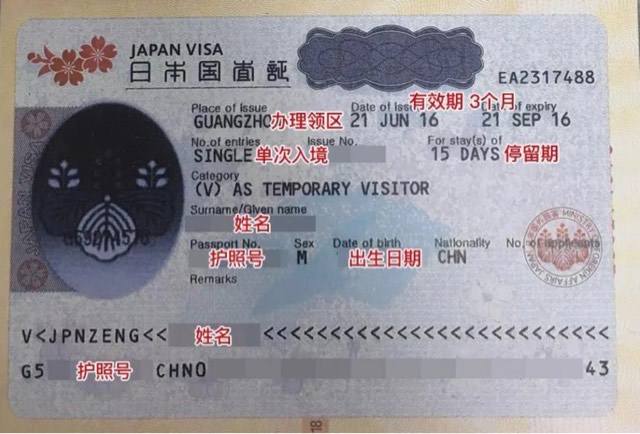 JAPAN VISA
日本国査証
EA2317488
Place of Issue Date of Issue 有效期 3个月 Date of expiry
GUANGZHO 办理领区 21 JUN 16 21 SEP 16
No.of entries Issue No. For stay(s) of
SINGLE 单次入境 15 DAYS 停留期
Category
(V) AS TEMPORARY VISITOR
Surname/Given name
姓名
Passport No. Sex Date of birth Nationality No. of applicants
护照号 M 出生日期 CHN
Remarks
V<JPNZENG<< 姓名 <<<<<<<<<<<<<<<<<<<<<<<<<<
G5 护照号 CHN0 43
18